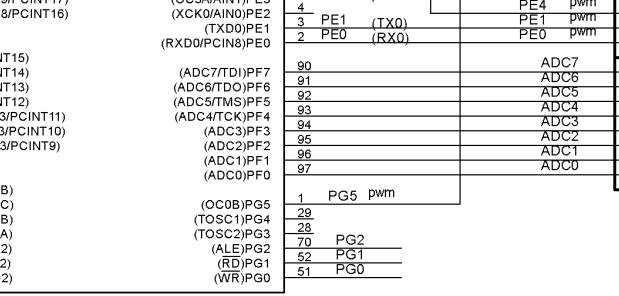 9/PCINT17) (OC3A/AIN1)PE3 4 PE4 pwm
8/PCINT16) (XCK0/AIN0)PE2 3 PE1 (TX0) PE1 pwm
(TXD0)PE1 2 PE0 (RX0) PE0 pwm
(RXD0/PCIN8)PE0
NT15)
NT14) (ADC7/TDI)PF7 90 ADC7
NT13) (ADC6/TDO)PF6 91 ADC6
NT12) (ADC5/TMS)PF5 92 ADC5
3/PCINT11) (ADC4/TCK)PF4 93 ADC4
3/PCINT10) (ADC3)PF3 94 ADC3
3/PCINT9) (ADC2)PF2 95 ADC2
(ADC1)PF1 96 ADC1
(ADC0)PF0 97 ADC0
B)
C) (OC0B)PG5 1 PG5 pwm
B) (TOSC1)PG4 29
A) (TOSC2)PG3 28
2) (ALE)PG2 70 PG2
2) (RD)PG1 52 PG1
2) (WR)PG0 51 PG0